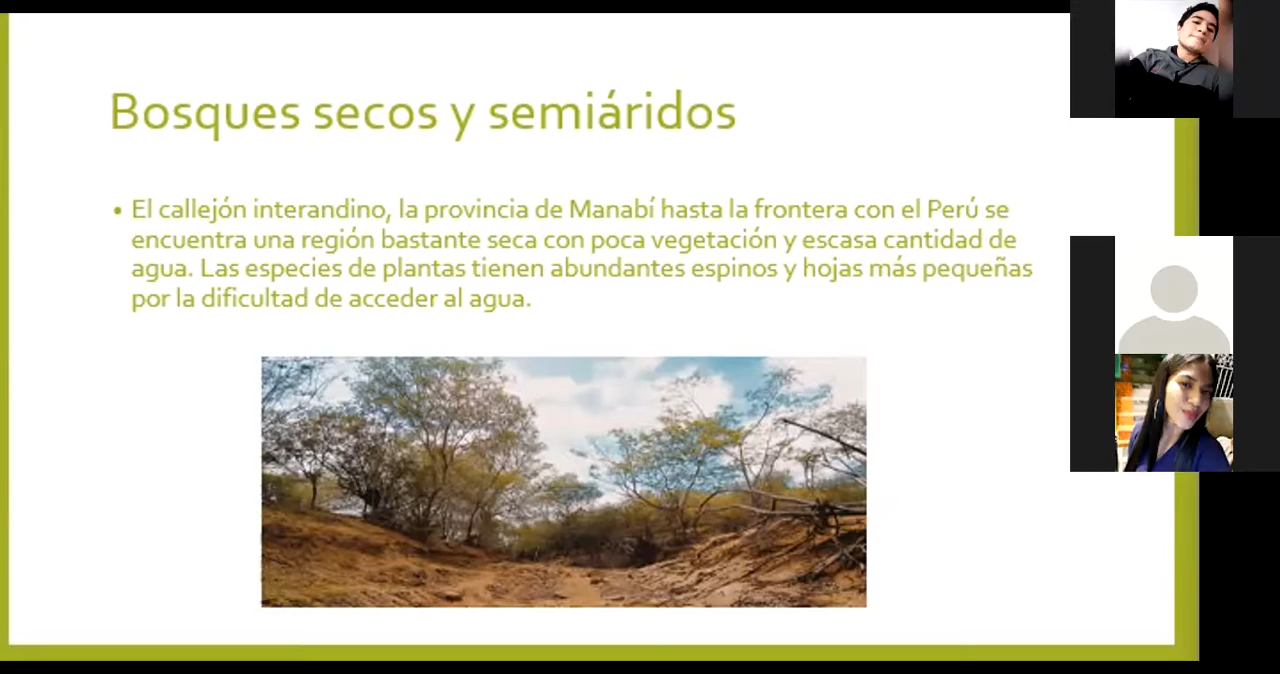 Bosques secos y semiáridos
• El callejón interandino, la provincia de Manabí hasta la frontera con el Perú se
encuentra una región bastante seca con poca vegetación y escasa cantidad de
agua. Las especies de plantas tienen abundantes espinos y hojas más pequeñas
por la dificultad de acceder al agua.